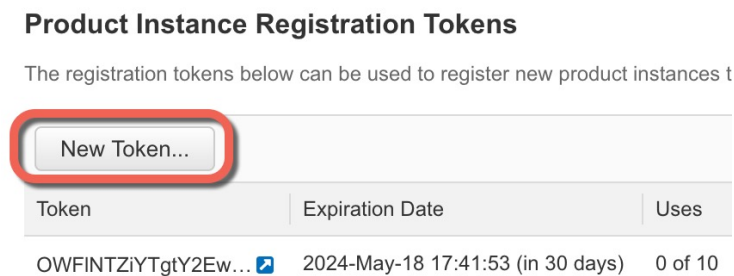 Product Instance Registration Tokens
The registration tokens below can be used to register new product instances t
New Token...
Token Expiration Date Uses
OWFlNTZiYTgtY2Ew... 2024-May-18 17:41:53 (in 30 days) 0 of 10